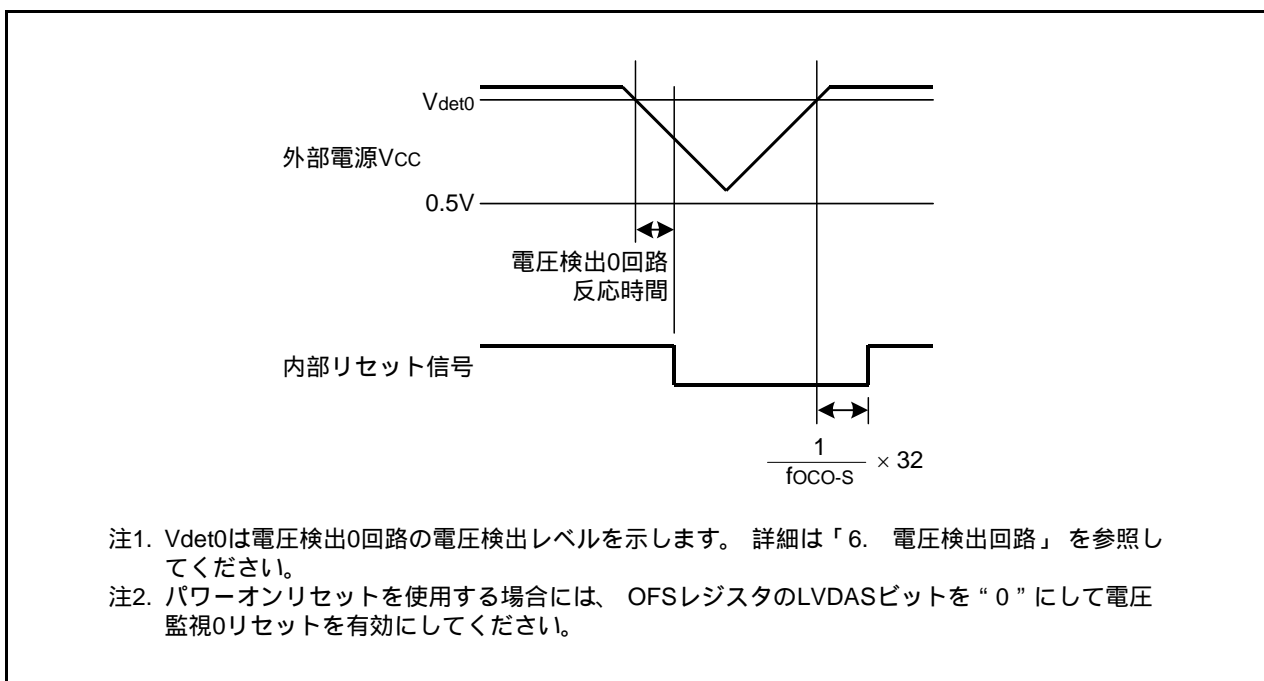 Vdet0
外部電源VCC
0.5V
電圧検出0回路
反応時間
内部リセット信号
1
fOCO-S
× 32
注1. Vdet0は電圧検出0回路の電圧検出レベルを示します。 詳細は「6. 電圧検出回路」 を参照し
てください。
注2. パワーオンリセットを使用する場合には、 OFSレジスタのLVDASビットを “ 0 ” にして電圧
監視0リセットを有効にしてください。